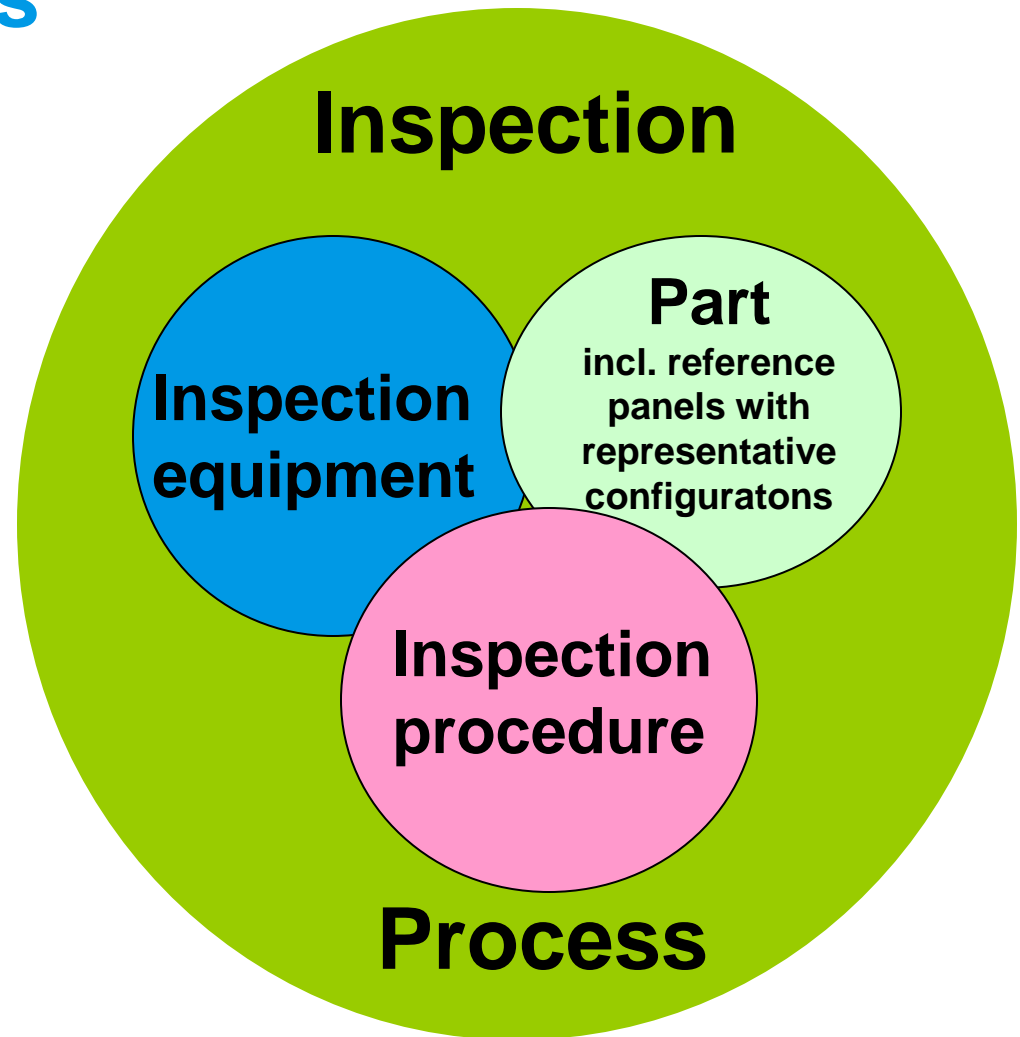 s
Inspection
Part
incl. reference
panels with
representative
configuratons
Inspection
equipment
Inspection
procedure
Process